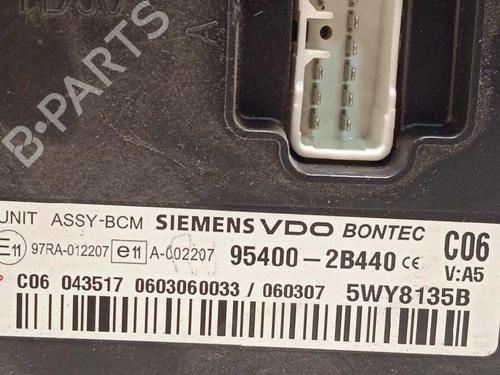 A
B-PARTS
UNIT ASSY-BCM SIEMENS VDO BONTEC C06
E11 97RA-012207 e11 A-002207 95400-2B440 CE V:A5
C06 043517 0603060033 / 060307 5WY8135B